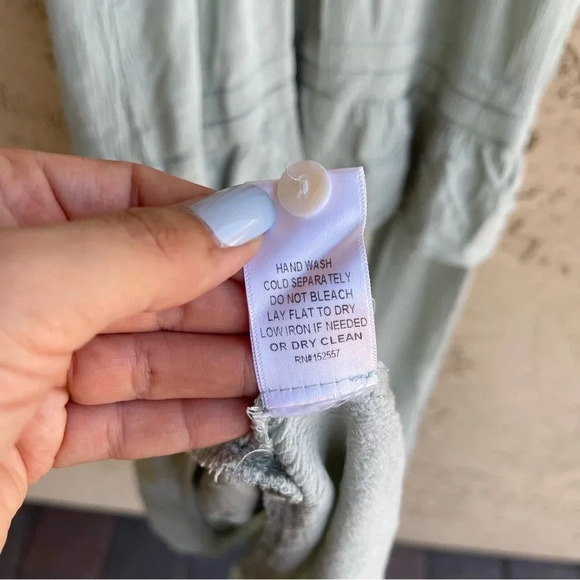 HAND WASH
COLD SEPARATELY
DO NOT BLEACH
LAY FLAT TO DRY
LOW IRON IF NEEDED
OR DRY CLEAN
RN#152557